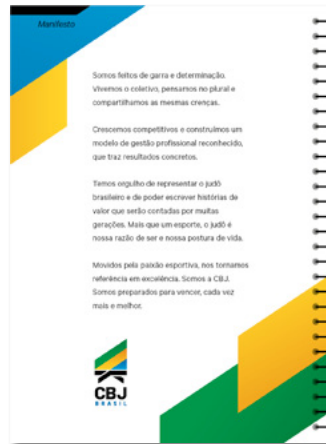 Manifesto
Somos feitos de garra e determinação.
Vivemos o coletivo, pensamos no plural e
compartilhamos as mesmas crenças.
Crescemos competitivos e construímos um
modelo de gestão profissional reconhecido,
que traz resultados concretos.
Temos orgulho de representar o judô
brasileiro e de poder escrever histórias de
valor que serão contadas por muitas
gerações. Mais que um esporte, o judô é
nossa razão de ser e nossa postura de vida.
Movidos pela paixão esportiva, nos tornamos
referência em excelência. Somos a CBJ.
Somos preparados para vencer, cada vez
mais e melhor.
CBJ
BRASIL